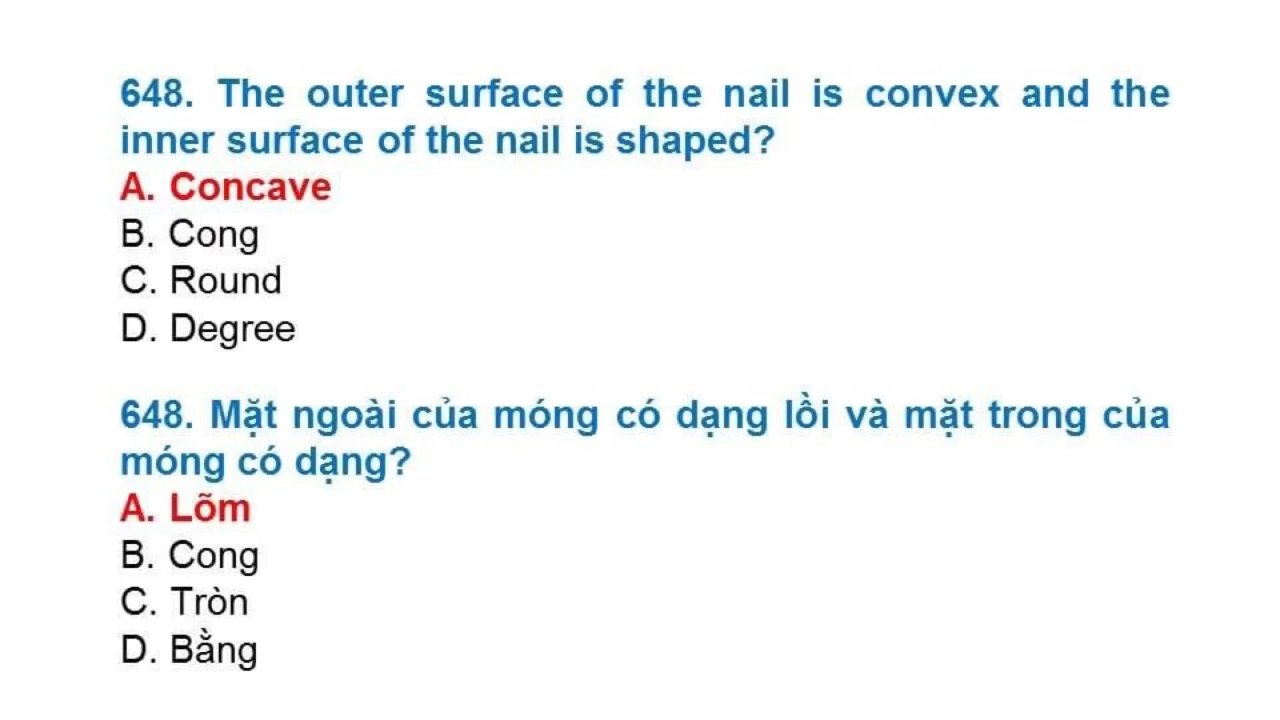 648. The outer surface of the nail is convex and the
inner surface of the nail is shaped?
A. Concave
B. Cong
C. Round
D. Degree
648. Mặt ngoài của móng có dạng lồi và mặt trong của
móng có dạng?
A. Lõm
B. Cong
C. Tròn
D. Bằng